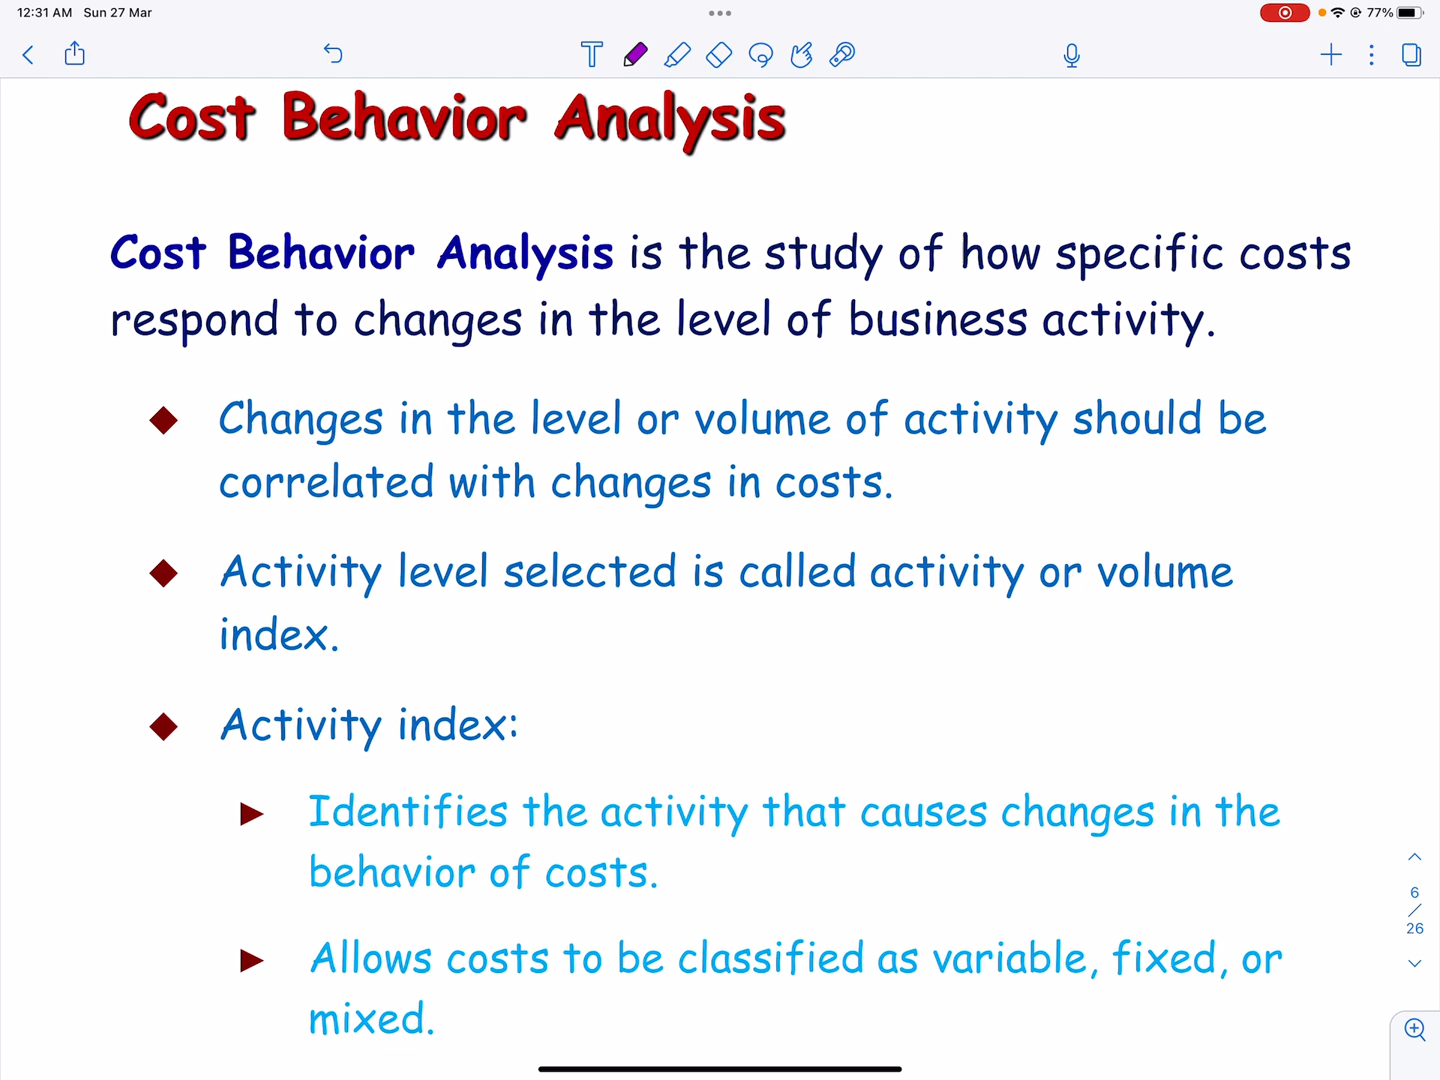 12:31 AM Sun 27 Mar
77%
Cost Behavior Analysis
Cost Behavior Analysis is the study of how specific costs
respond to changes in the level of business activity.
Changes in the level or volume of activity should be
correlated with changes in costs.
Activity level selected is called activity or volume
index.
Activity index:
Identifies the activity that causes changes in the
behavior of costs.
Allows costs to be classified as variable, fixed, or
mixed.
6
/
26